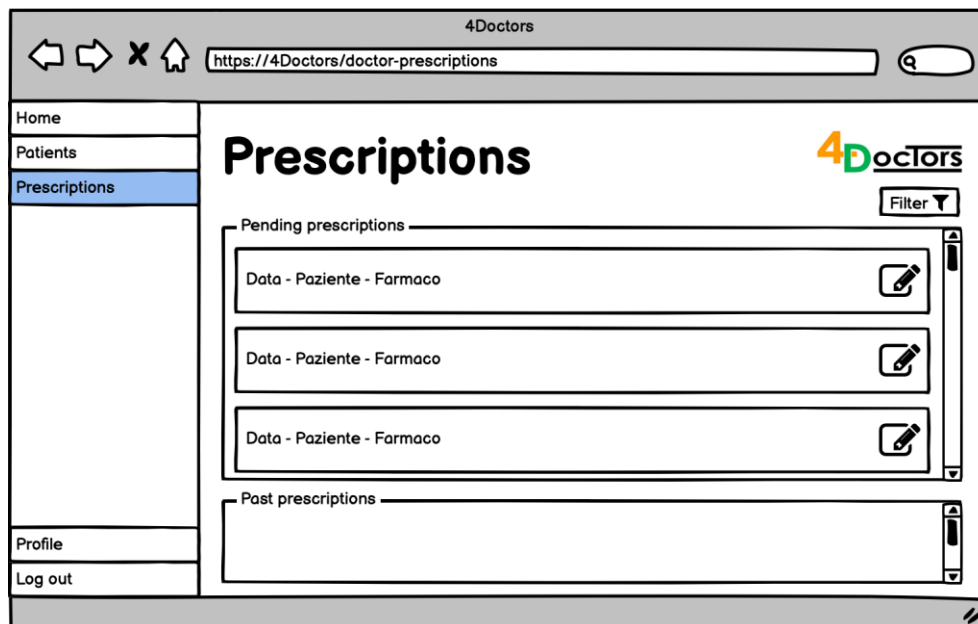 4Doctors
https://4Doctors/doctor-prescriptions
Home
Patients
Prescriptions
Profile
Log out
Prescriptions
4Doctors
Filter
Pending prescriptions
Data - Paziente - Farmaco
Data - Paziente - Farmaco
Data - Paziente - Farmaco
Past prescriptions